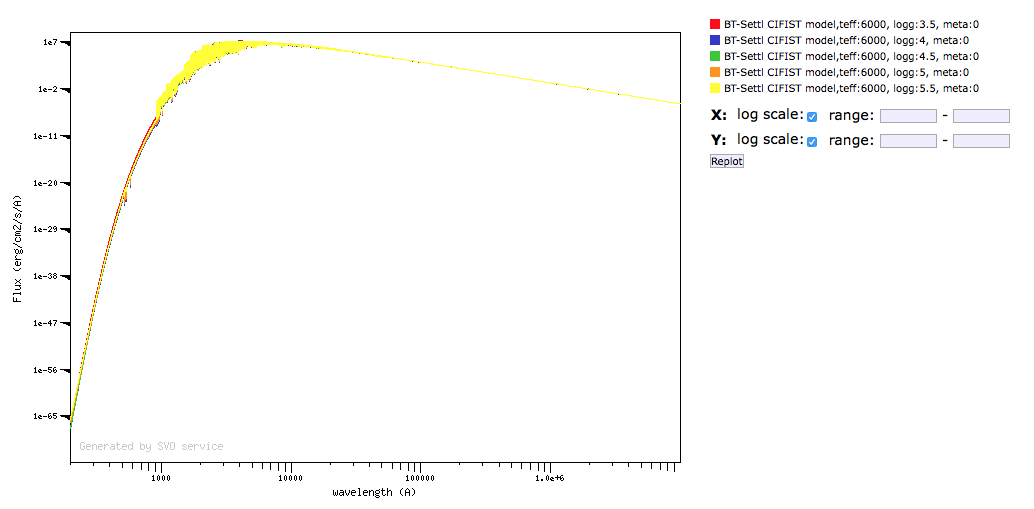 BT-Settl CIFIST model,teff:6000, logg:3.5, meta:0
BT-Settl CIFIST model,teff:6000, logg:4, meta:0
BT-Settl CIFIST model,teff:6000, logg:4.5, meta:0
BT-Settl CIFIST model,teff:6000, logg:5, meta:0
BT-Settl CIFIST model,teff:6000, logg:5.5, meta:0
X: log scale: range: -
Y: log scale: range: -
Replot
1e7
1e-2
1e-11
1e-20
1e-29
1e-38
1e-47
1e-56
1e-65
Flux (erg/cm2/s/A)
Generated by SVO service
1000 10000 100000 1.0e+6
wavelength (A)